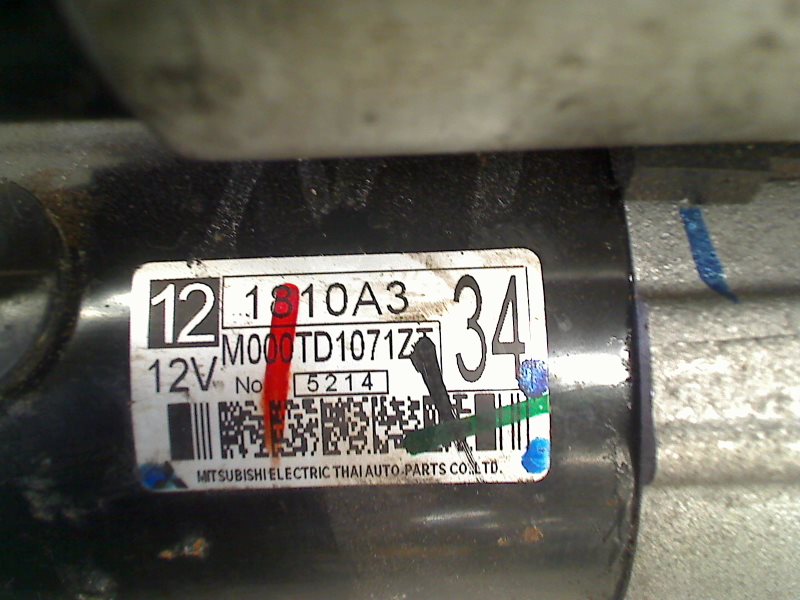 12 1810A3 34
M000TD1071ZT
12V No. 5214
MITSUBISHI ELECTRIC THAI AUTO-PARTS CO.,LTD.